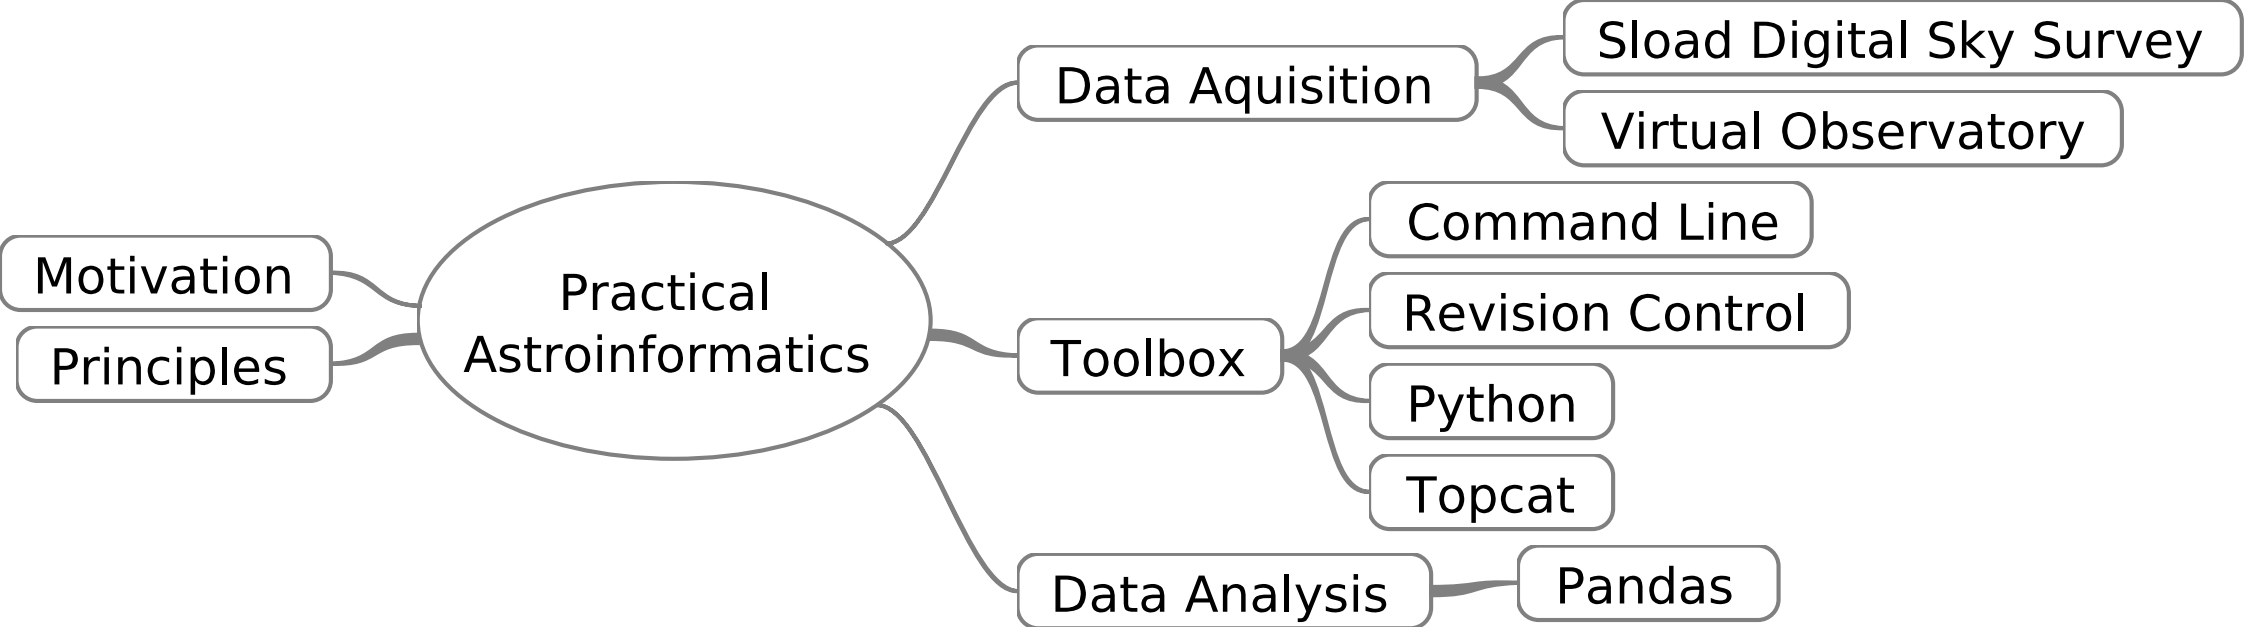 Practical
Astroinformatics
Motivation
Principles
Data Aquisition
Sload Digital Sky Survey
Virtual Observatory
Toolbox
Command Line
Revision Control
Python
Topcat
Data Analysis
Pandas